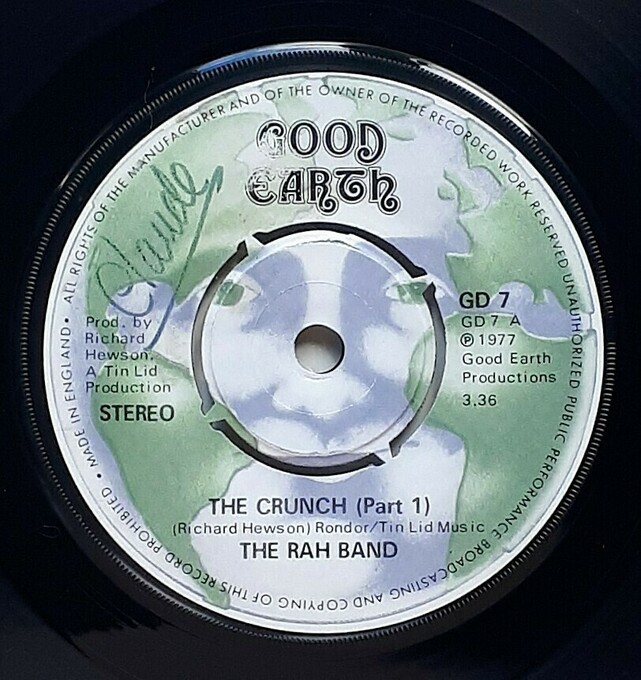 ALL RIGHTS OF THE MANUFACTURER AND OF THE OWNER OF THE RECORDED WORK RESERVED UNAUTHORIZED PUBLIC PERFORMANCE BROADCASTING AND COPYING OF THIS RECORD PROHIBITED • MADE IN ENGLAND •
GOOD
EARTH
Claude
Prod. by
Richard
Hewson.
A Tin Lid
Production
STEREO
GD 7
GD 7 A
℗ 1977
Good Earth
Productions
3.36
THE CRUNCH (Part 1)
(Richard Hewson) Rondor/Tin Lid Music
THE RAH BAND